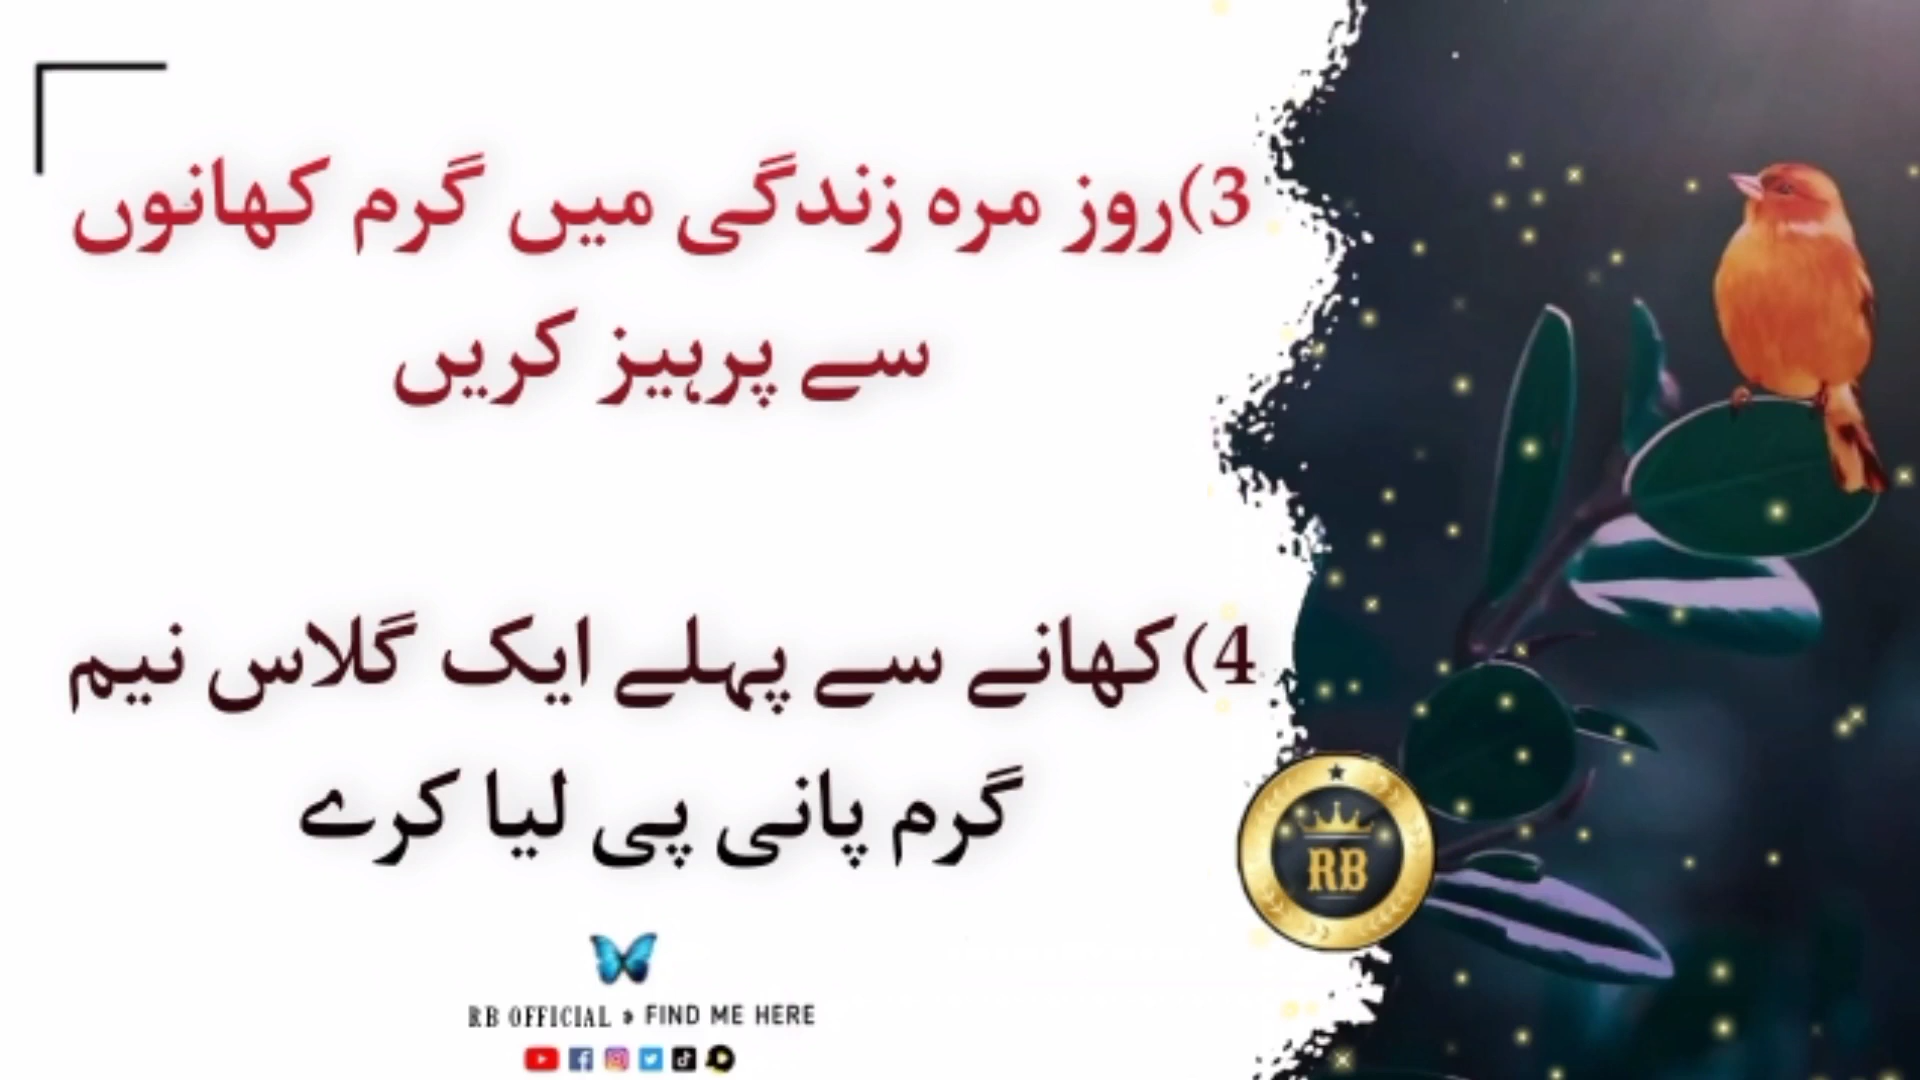 3)روز مرہ زندگی میں گرم کھانوں
سے پرہیز کریں
4)کھانے سے پہلے ایک گلاس نیم
گرم پانی پی لیا کرے
RB
RB OFFICIAL » FIND ME HERE